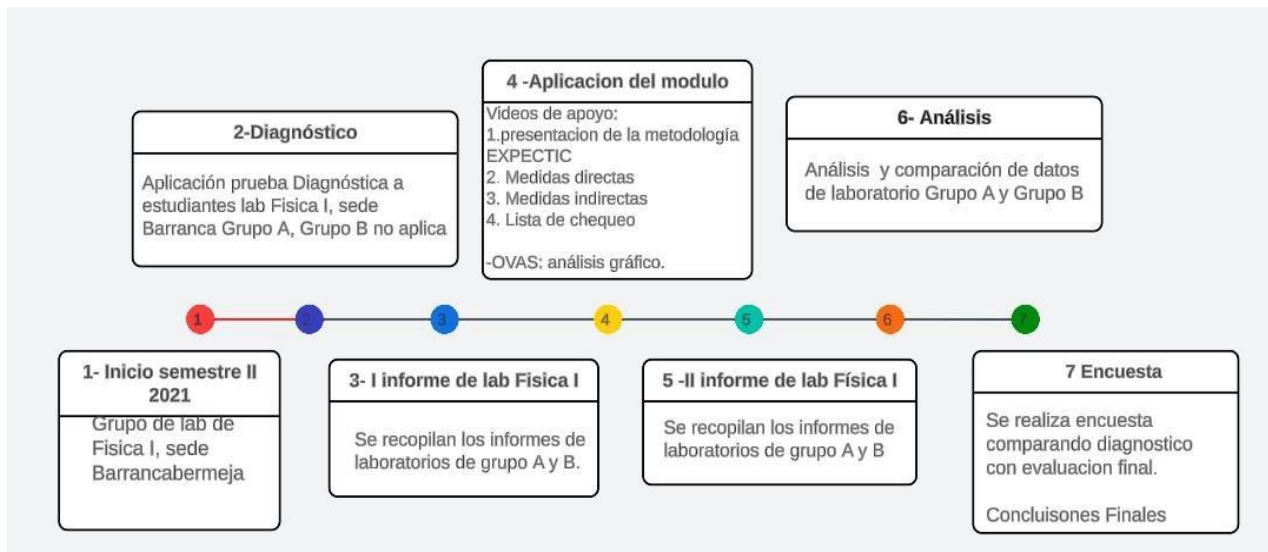 1- Inicio semestre II
2021
Grupo de lab de
Fisica I, sede
Barrancabermeja
2-Diagnóstico
Aplicación prueba Diagnóstica a
estudiantes lab Fisica I, sede
Barranca Grupo A, Grupo B no aplica
3- I informe de lab Fisica I
Se recopilan los informes de
laboratorios de grupo A y B.
4 -Aplicacion del modulo
Videos de apoyo:
1.presentacion de la metodología
EXPECTIC
2. Medidas directas
3. Medidas indirectas
4. Lista de chequeo
-OVAS: análisis gráfico.
5 -II informe de lab Física I
Se recopilan los informes de
laboratorios de grupo A y B
6- Análisis
Análisis y comparación de datos
de laboratorio Grupo A y Grupo B
7 Encuesta
Se realiza encuesta
comparando diagnostico
con evaluacion final.
Concluisones Finales
1
2
3
4
5
6
7